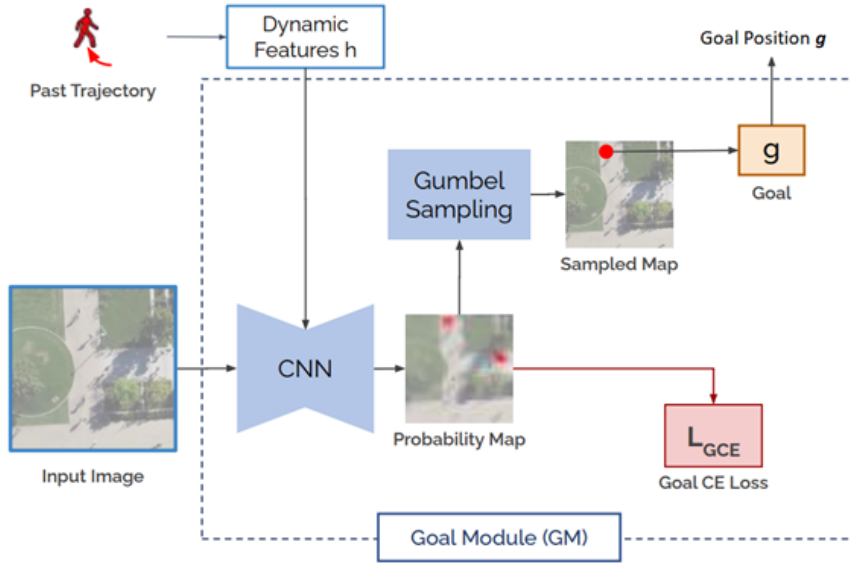 Dynamic
Features h
Past Trajectory
Goal Position g
Gumbel
Sampling
g
Goal
Sampled Map
CNN
Input Image
Probability Map
LGCE
Goal CE Loss
Goal Module (GM)